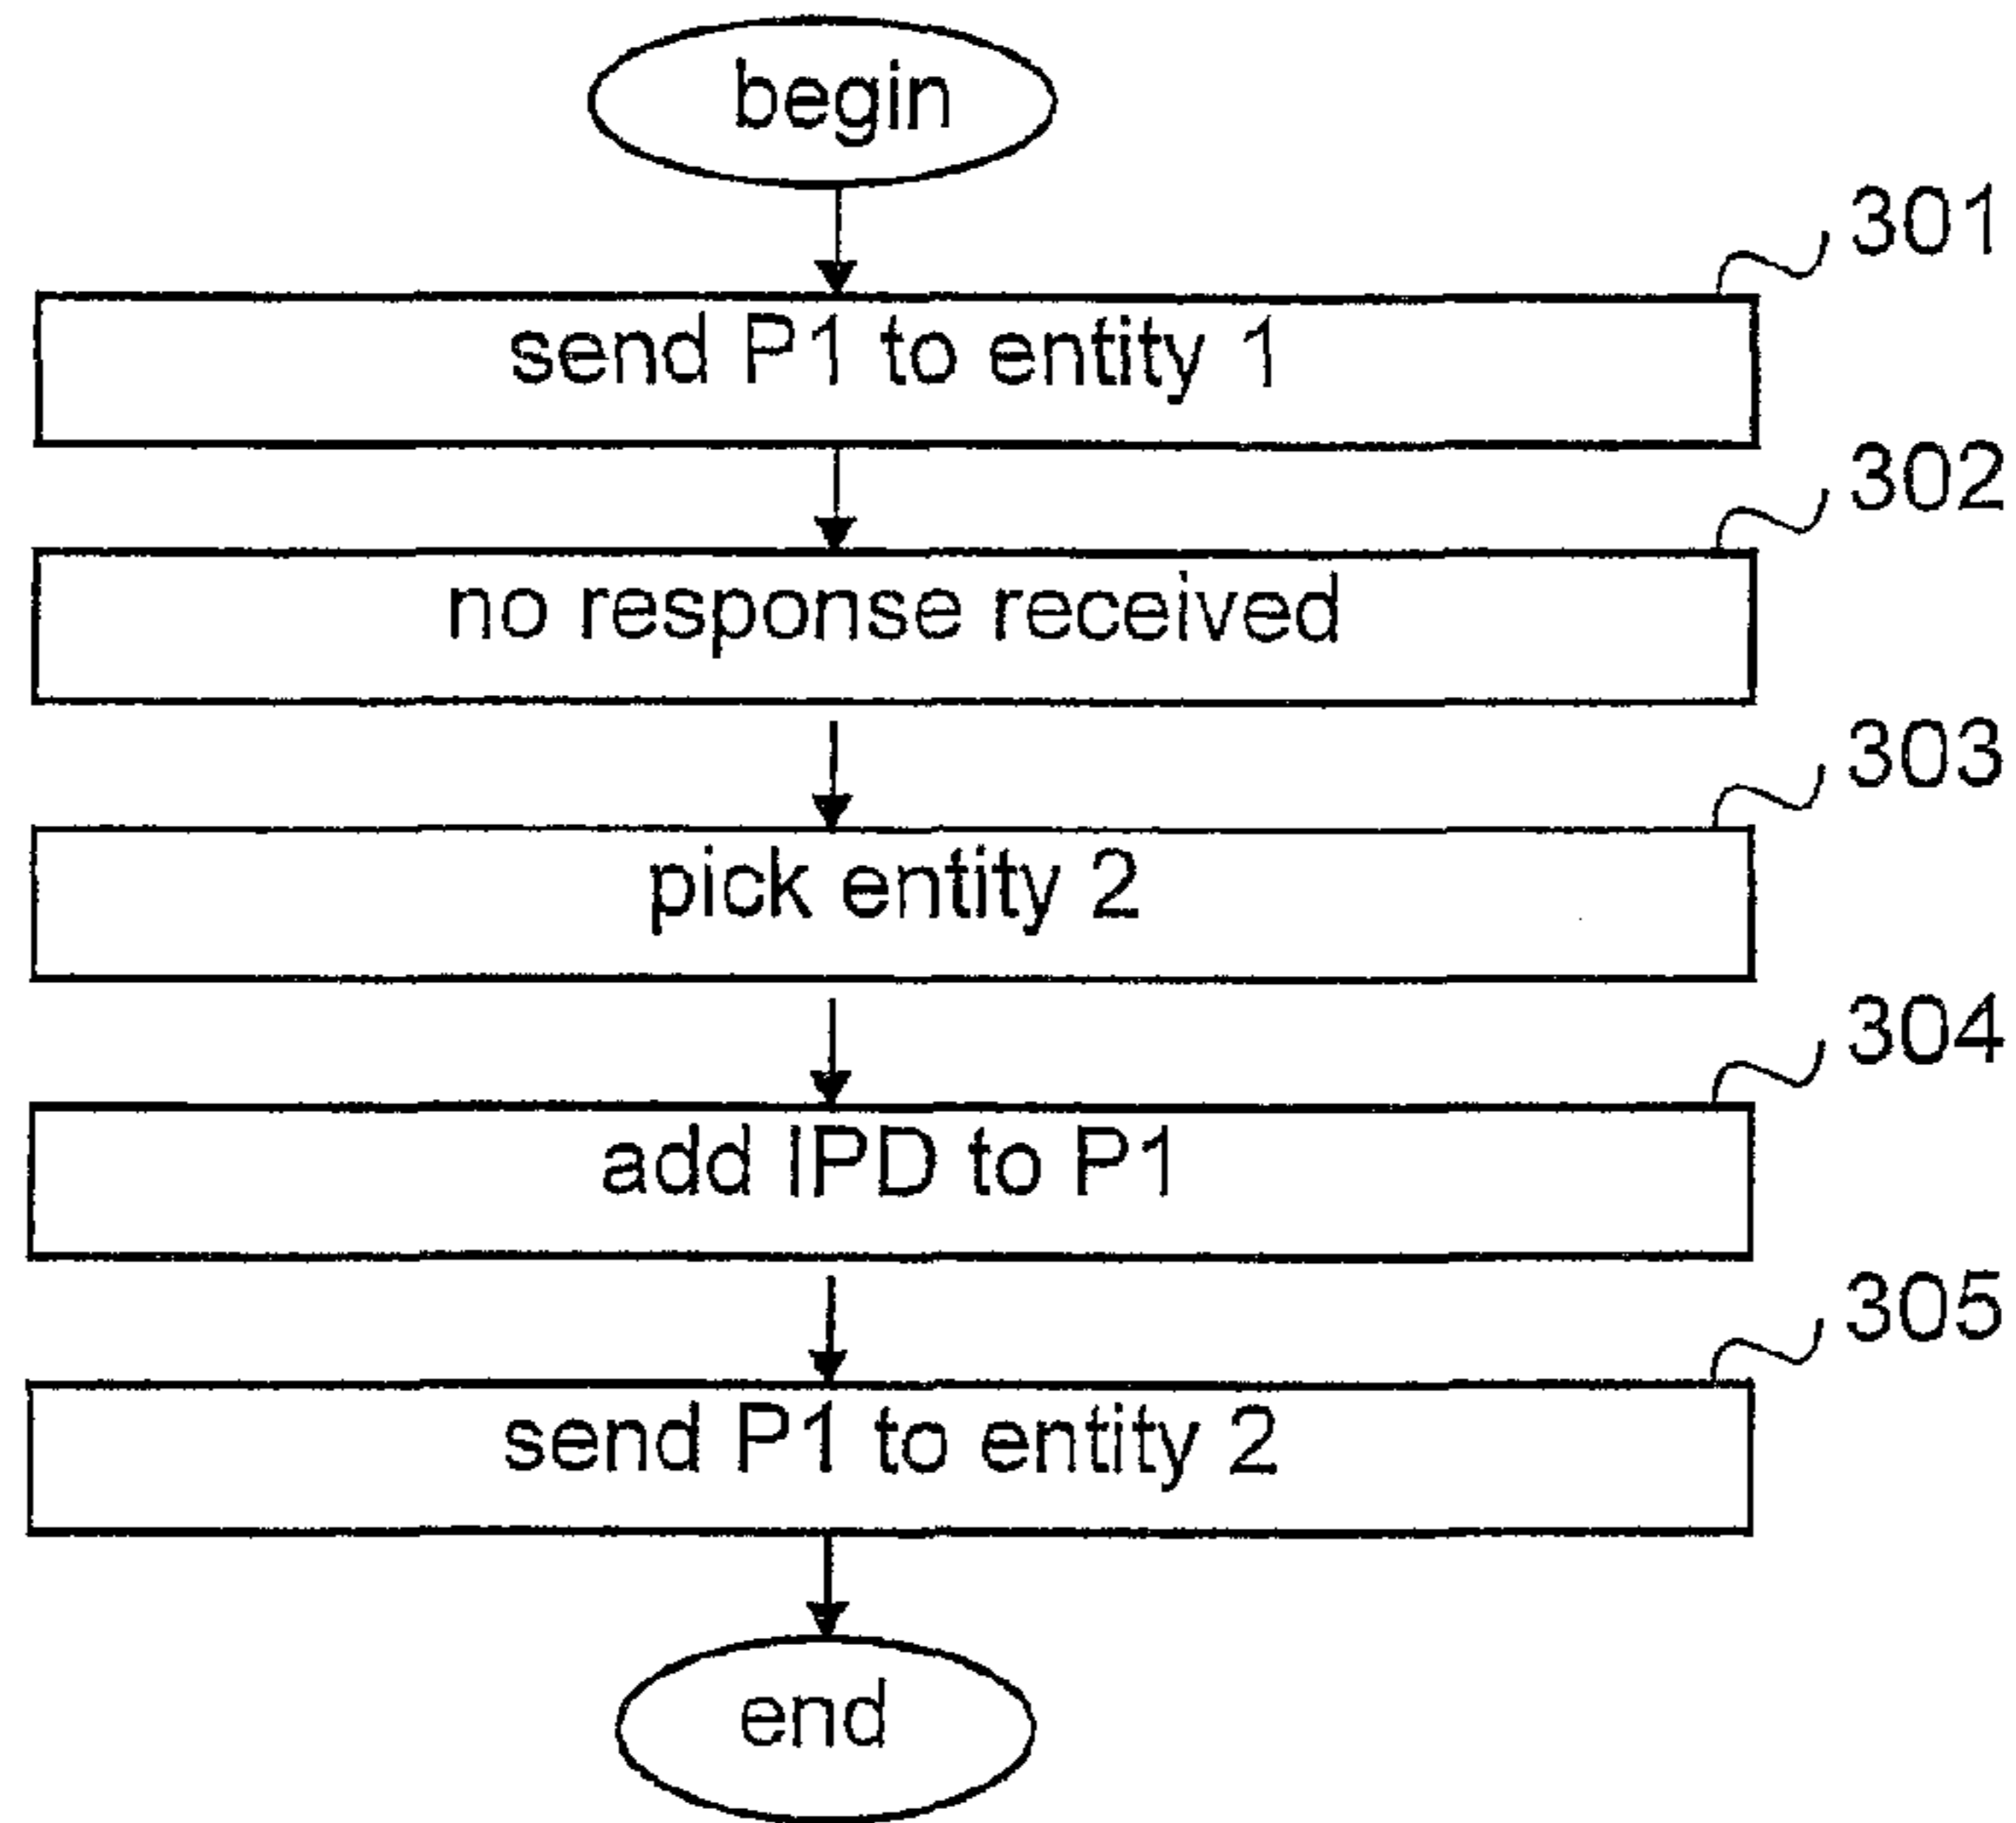 begin
301
send P1 to entity 1
302
no response received
303
pick entity 2
304
add IPD to P1
305
send P1 to entity 2
end